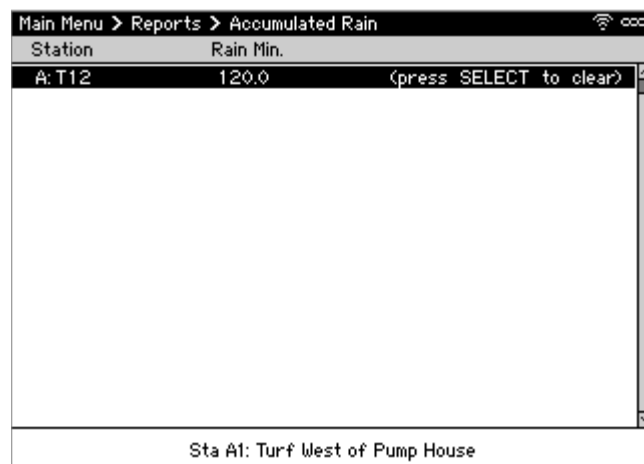 Main Menu > Reports > Accumulated Rain
Station Rain Min.
A: T12 120.0 (press SELECT to clear)
Sta A1: Turf West of Pump House